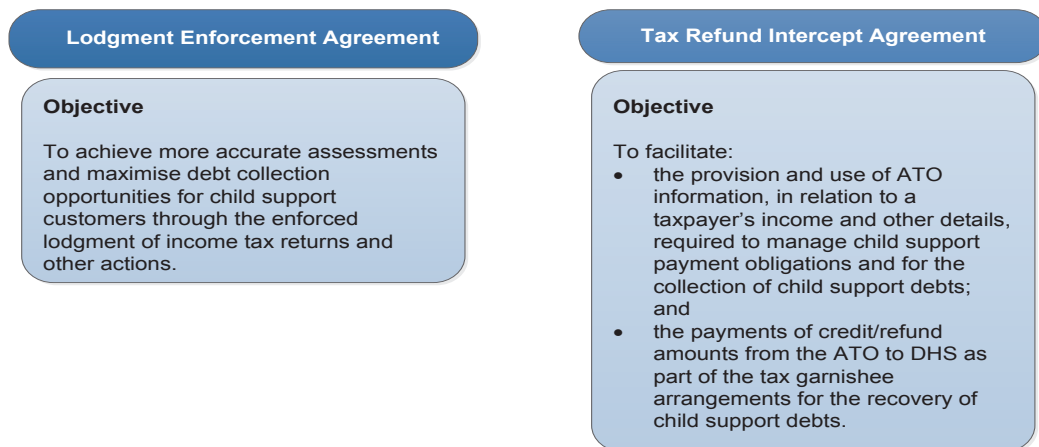 Lodgment Enforcement Agreement
Objective
To achieve more accurate assessments
and maximise debt collection
opportunities for child support
customers through the enforced
lodgment of income tax returns and
other actions.
Tax Refund Intercept Agreement
Objective
To facilitate:
• the provision and use of ATO
information, in relation to a
taxpayer's income and other details,
required to manage child support
payment obligations and for the
collection of child support debts;
and
• the payments of credit/refund
amounts from the ATO to DHS as
part of the tax garnishee
arrangements for the recovery of
child support debts.